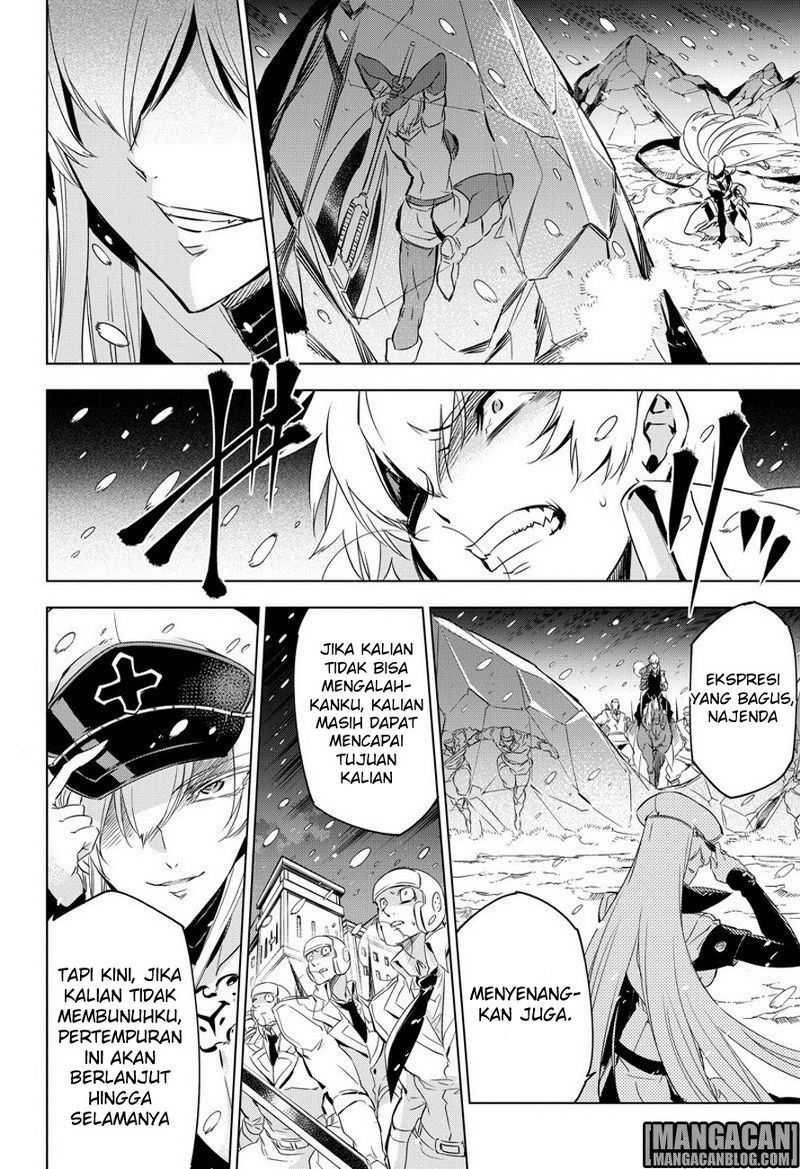 EKSPRESI
YANG BAGUS,
NAJENDA
MENYENANG-
KAN JUGA.
JIKA KALIAN
TIDAK BISA
MENGALAH-
KANKU, KALIAN
MASIH DAPAT
MENCAPAI
TUJUAN
KALIAN
TAPI KINI, JIKA
KALIAN TIDAK
MEMBUNUHKU,
PERTEMPURAN
INI AKAN
BERLANJUT
HINGGA
SELAMANYA
[MANGACAN]
MANGACANBLOG.COM